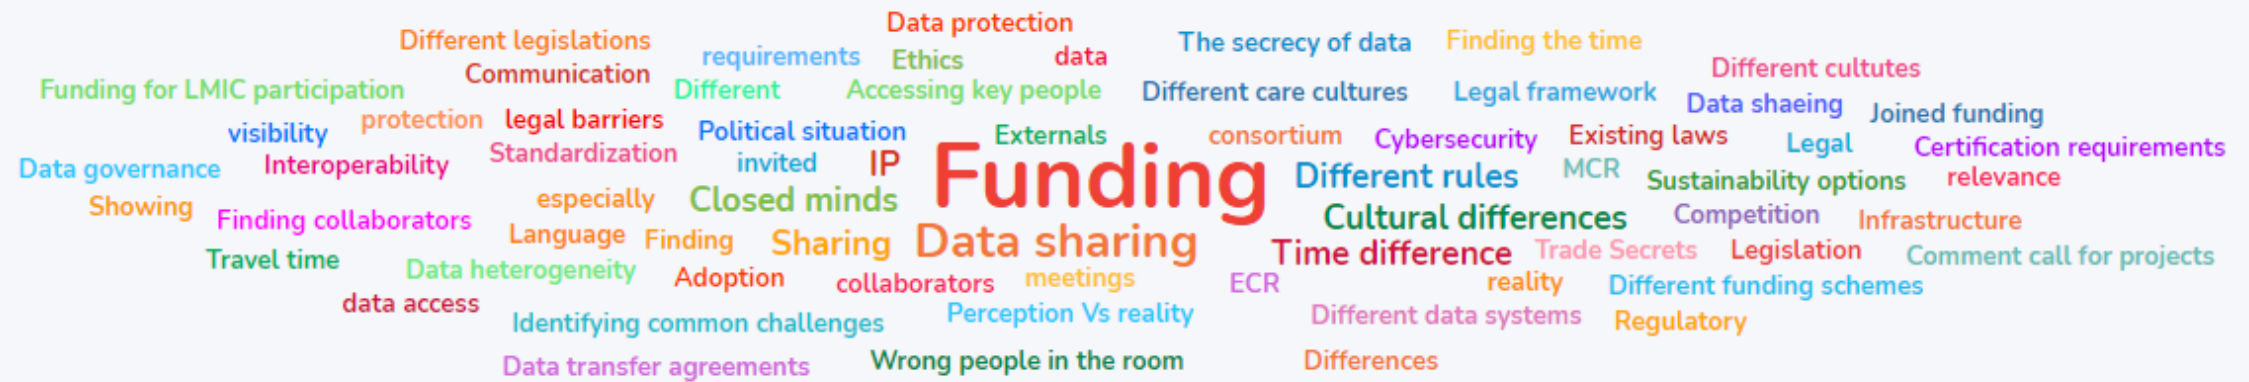 Data protection
Different legislations
requirements
Ethics
data
The secrecy of data
Finding the time
Different cultutes
Communication
Funding for LMIC participation
Different
Accessing key people
Different care cultures
Legal framework
Data shaeing
Joined funding
visibility
protection
legal barriers
Political situation
Externals
consortium
Cybersecurity
Existing laws
Legal
Certification requirements
Data governance
Interoperability
Standardization
invited
IP
Funding
Different rules
MCR
Sustainability options
relevance
Showing
Finding collaborators
especially
Closed minds
Cultural differences
Competition
Infrastructure
Language
Finding
Sharing
Data sharing
Time difference
Trade Secrets
Legislation
Comment call for projects
Travel time
Data heterogeneity
Adoption
collaborators
meetings
ECR
reality
Different funding schemes
data access
Identifying common challenges
Perception Vs reality
Different data systems
Regulatory
Data transfer agreements
Wrong people in the room
Differences